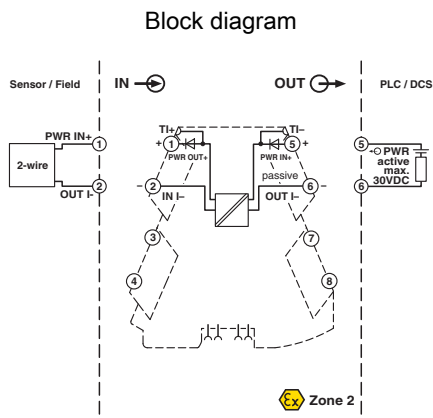 Block diagram
Sensor / Field
IN
OUT
PLC / DCS
TI+
TI–
PWR IN+
1
+
1
5
+
5
PWR OUT+
PWR IN+
PWR
active
max.
30VDC
2-wire
passive
2
–
2
6
–
6
OUT I-
IN I–
OUT I–
3
7
4
8
Ex
Zone 2